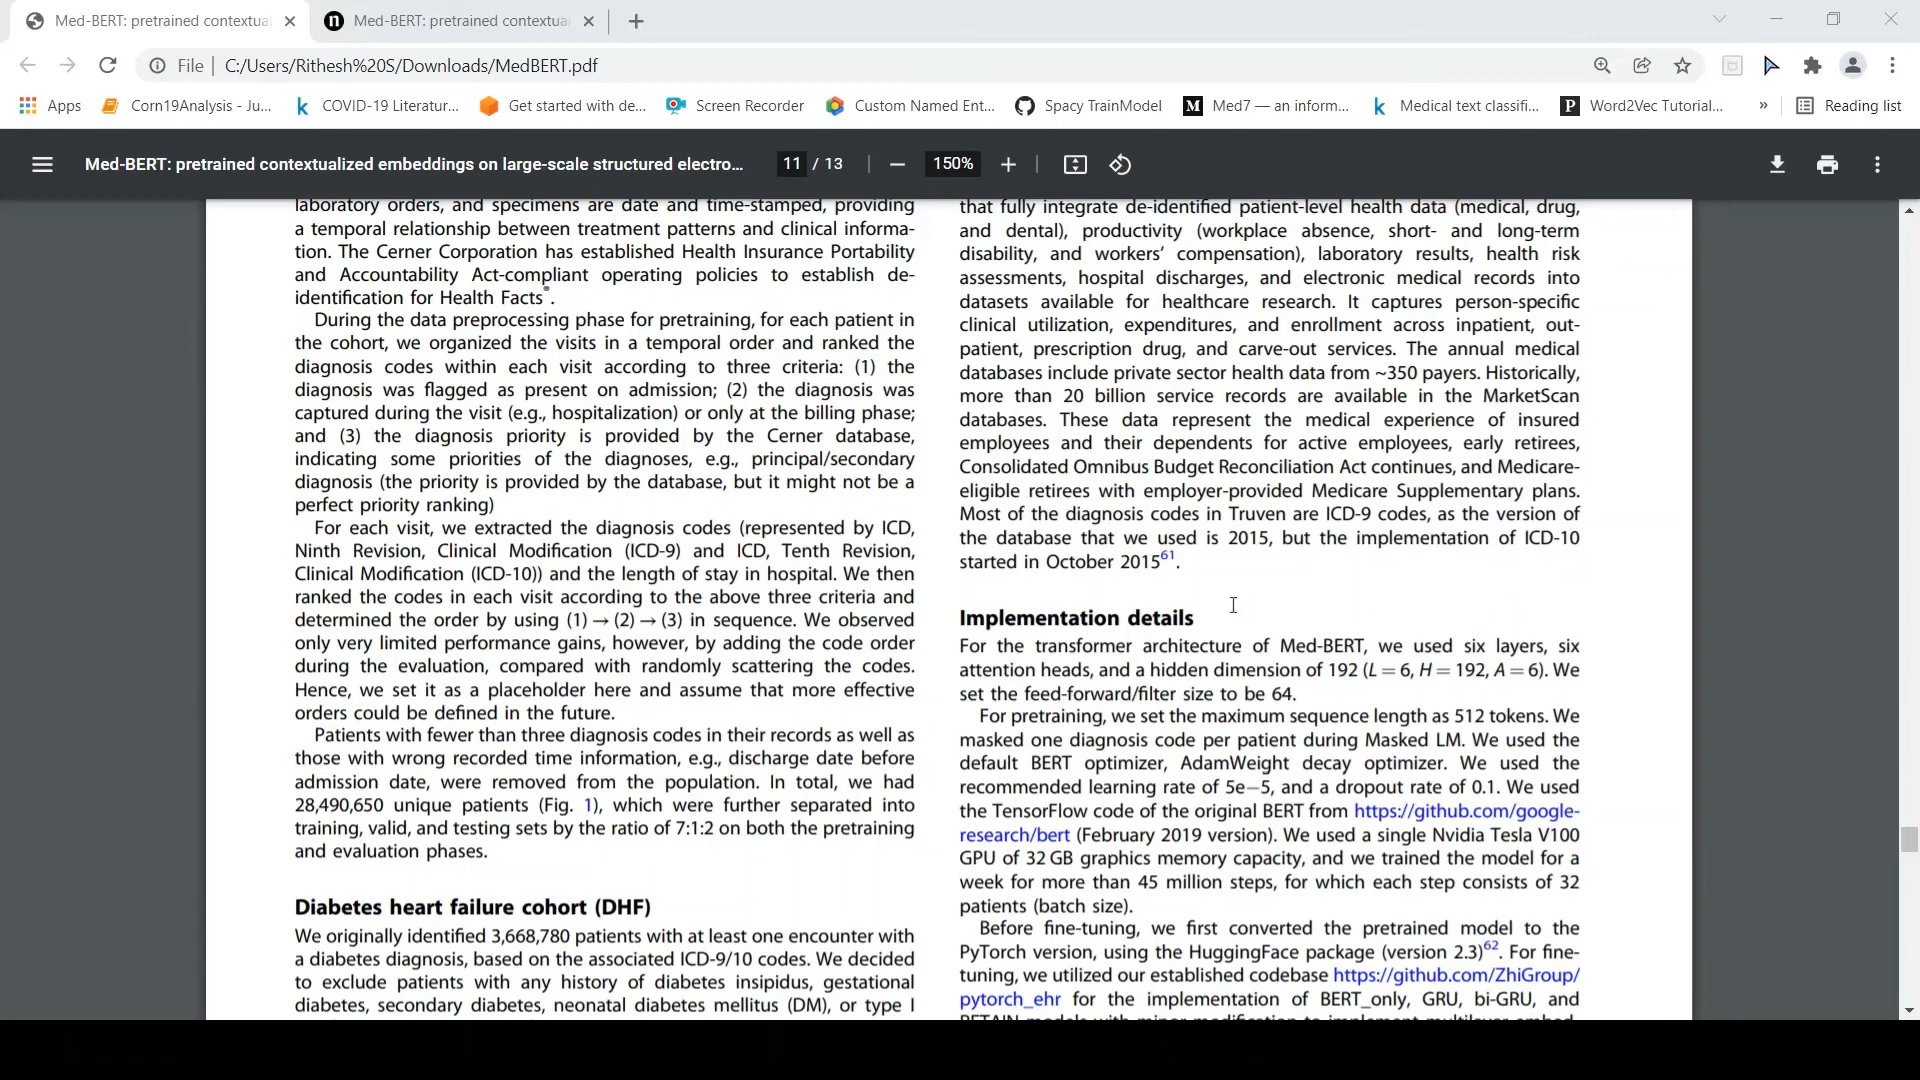 Med-BERT: pretrained contextua
Med-BERT: pretrained contextua
File | C:/Users/Rithesh%20S/Downloads/MedBERT.pdf
Apps
Corn19Analysis - Ju...
COVID-19 Literatur...
Get started with de...
Screen Recorder
Custom Named Ent...
Spacy TrainModel
Med7 — an inform...
Medical text classifi...
Word2Vec Tutorial...
»
Reading list
Med-BERT: pretrained contextualized embeddings on large-scale structured electro...
11 / 13
150%
laboratory orders, and specimens are date and time-stamped, providing
a temporal relationship between treatment patterns and clinical informa-
tion. The Cerner Corporation has established Health Insurance Portability
and Accountability Act-compliant operating policies to establish de-
identification for Health Facts®.
During the data preprocessing phase for pretraining, for each patient in
the cohort, we organized the visits in a temporal order and ranked the
diagnosis codes within each visit according to three criteria: (1) the
diagnosis was flagged as present on admission; (2) the diagnosis was
captured during the visit (e.g., hospitalization) or only at the billing phase;
and (3) the diagnosis priority is provided by the Cerner database,
indicating some priorities of the diagnoses, e.g., principal/secondary
diagnosis (the priority is provided by the database, but it might not be a
perfect priority ranking)
For each visit, we extracted the diagnosis codes (represented by ICD,
Ninth Revision, Clinical Modification (ICD-9) and ICD, Tenth Revision,
Clinical Modification (ICD-10)) and the length of stay in hospital. We then
ranked the codes in each visit according to the above three criteria and
determined the order by using (1) → (2) → (3) in sequence. We observed
only very limited performance gains, however, by adding the code order
during the evaluation, compared with randomly scattering the codes.
Hence, we set it as a placeholder here and assume that more effective
orders could be defined in the future.
Patients with fewer than three diagnosis codes in their records as well as
those with wrong recorded time information, e.g., discharge date before
admission date, were removed from the population. In total, we had
28,490,650 unique patients (Fig. 1), which were further separated into
training, valid, and testing sets by the ratio of 7:1:2 on both the pretraining
and evaluation phases.
Diabetes heart failure cohort (DHF)
We originally identified 3,668,780 patients with at least one encounter with
a diabetes diagnosis, based on the associated ICD-9/10 codes. We decided
to exclude patients with any history of diabetes insipidus, gestational
diabetes, secondary diabetes, neonatal diabetes mellitus (DM), or type I
that fully integrate de-identified patient-level health data (medical, drug,
and dental), productivity (workplace absence, short- and long-term
disability, and workers' compensation), laboratory results, health risk
assessments, hospital discharges, and electronic medical records into
datasets available for healthcare research. It captures person-specific
clinical utilization, expenditures, and enrollment across inpatient, out-
patient, prescription drug, and carve-out services. The annual medical
databases include private sector health data from ~350 payers. Historically,
more than 20 billion service records are available in the MarketScan
databases. These data represent the medical experience of insured
employees and their dependents for active employees, early retirees,
Consolidated Omnibus Budget Reconciliation Act continues, and Medicare-
eligible retirees with employer-provided Medicare Supplementary plans.
Most of the diagnosis codes in Truven are ICD-9 codes, as the version of
the database that we used is 2015, but the implementation of ICD-10
started in October 2015⁶¹.
Implementation details
For the transformer architecture of Med-BERT, we used six layers, six
attention heads, and a hidden dimension of 192 (L = 6, H = 192, A = 6). We
set the feed-forward/filter size to be 64.
For pretraining, we set the maximum sequence length as 512 tokens. We
masked one diagnosis code per patient during Masked LM. We used the
default BERT optimizer, AdamWeight decay optimizer. We used the
recommended learning rate of 5e−5, and a dropout rate of 0.1. We used
the TensorFlow code of the original BERT from https://github.com/google-
research/bert (February 2019 version). We used a single Nvidia Tesla V100
GPU of 32 GB graphics memory capacity, and we trained the model for a
week for more than 45 million steps, for which each step consists of 32
patients (batch size).
Before fine-tuning, we first converted the pretrained model to the
PyTorch version, using the HuggingFace package (version 2.3)⁶². For fine-
tuning, we utilized our established codebase https://github.com/ZhiGroup/
pytorch_ehr for the implementation of BERT_only, GRU, bi-GRU, and